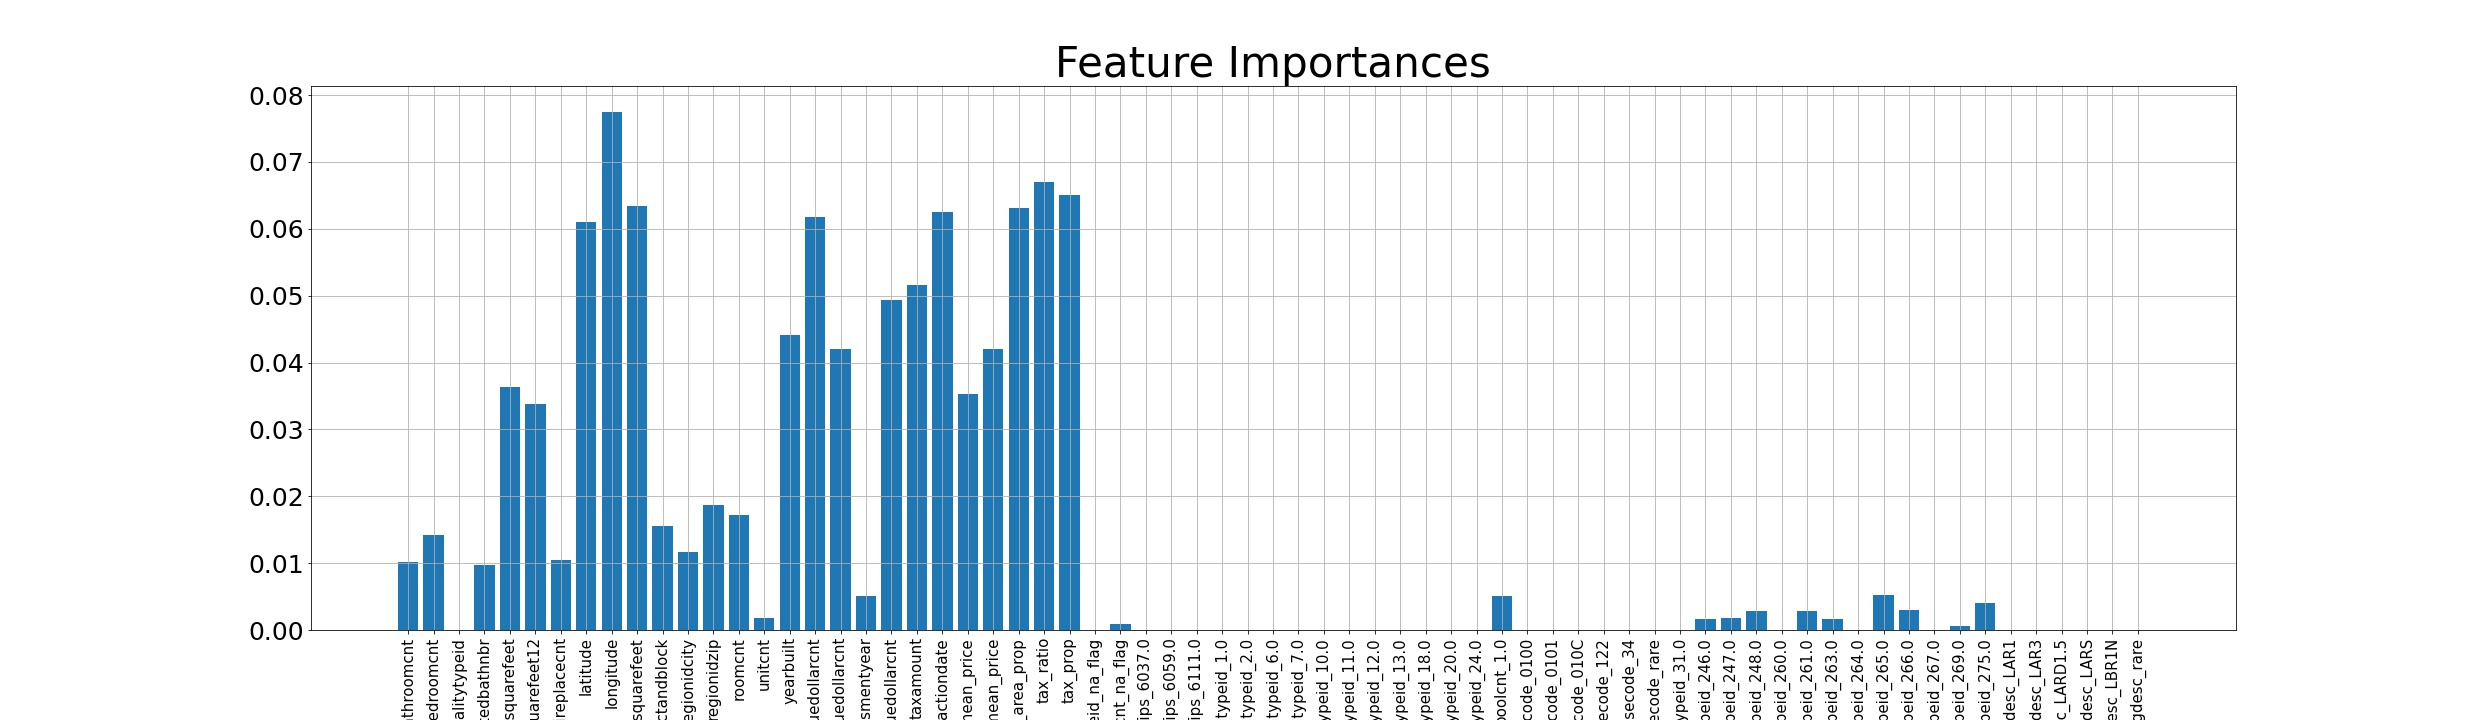 Feature Importances
0.08
0.07
0.06
0.05
0.04
0.03
0.02
0.01
0.00
throomcnt
edroomcnt
alitytypeid
tedbathnbr
squarefeet
uarefeet12
replacecnt
latitude
longitude
squarefeet
ctandblock
egionidcity
regionidzip
roomcnt
unitcnt
yearbuilt
uedollarcnt
uedollarcnt
smentyear
uedollarcnt
taxamount
actiondate
nean_price
nean_price
_area_prop
tax_ratio
tax_prop
eid_na_flag
cnt_na_flag
ips_6037.0
ips_6059.0
ips_6111.0
typeid_1.0
typeid_2.0
typeid_6.0
typeid_7.0
ypeid_10.0
ypeid_11.0
ypeid_12.0
ypeid_13.0
ypeid_18.0
ypeid_20.0
ypeid_24.0
oolcnt_1.0
code_0100
code_0101
code_010C
ecode_122
secode_34
ecode_rare
ypeid_31.0
peid_246.0
peid_247.0
peid_248.0
peid_260.0
peid_261.0
peid_263.0
peid_264.0
peid_265.0
peid_266.0
peid_267.0
peid_269.0
peid_275.0
desc_LAR1
desc_LAR3
c_LARD1.5
desc_LARS
esc_LBR1N
gdesc_rare